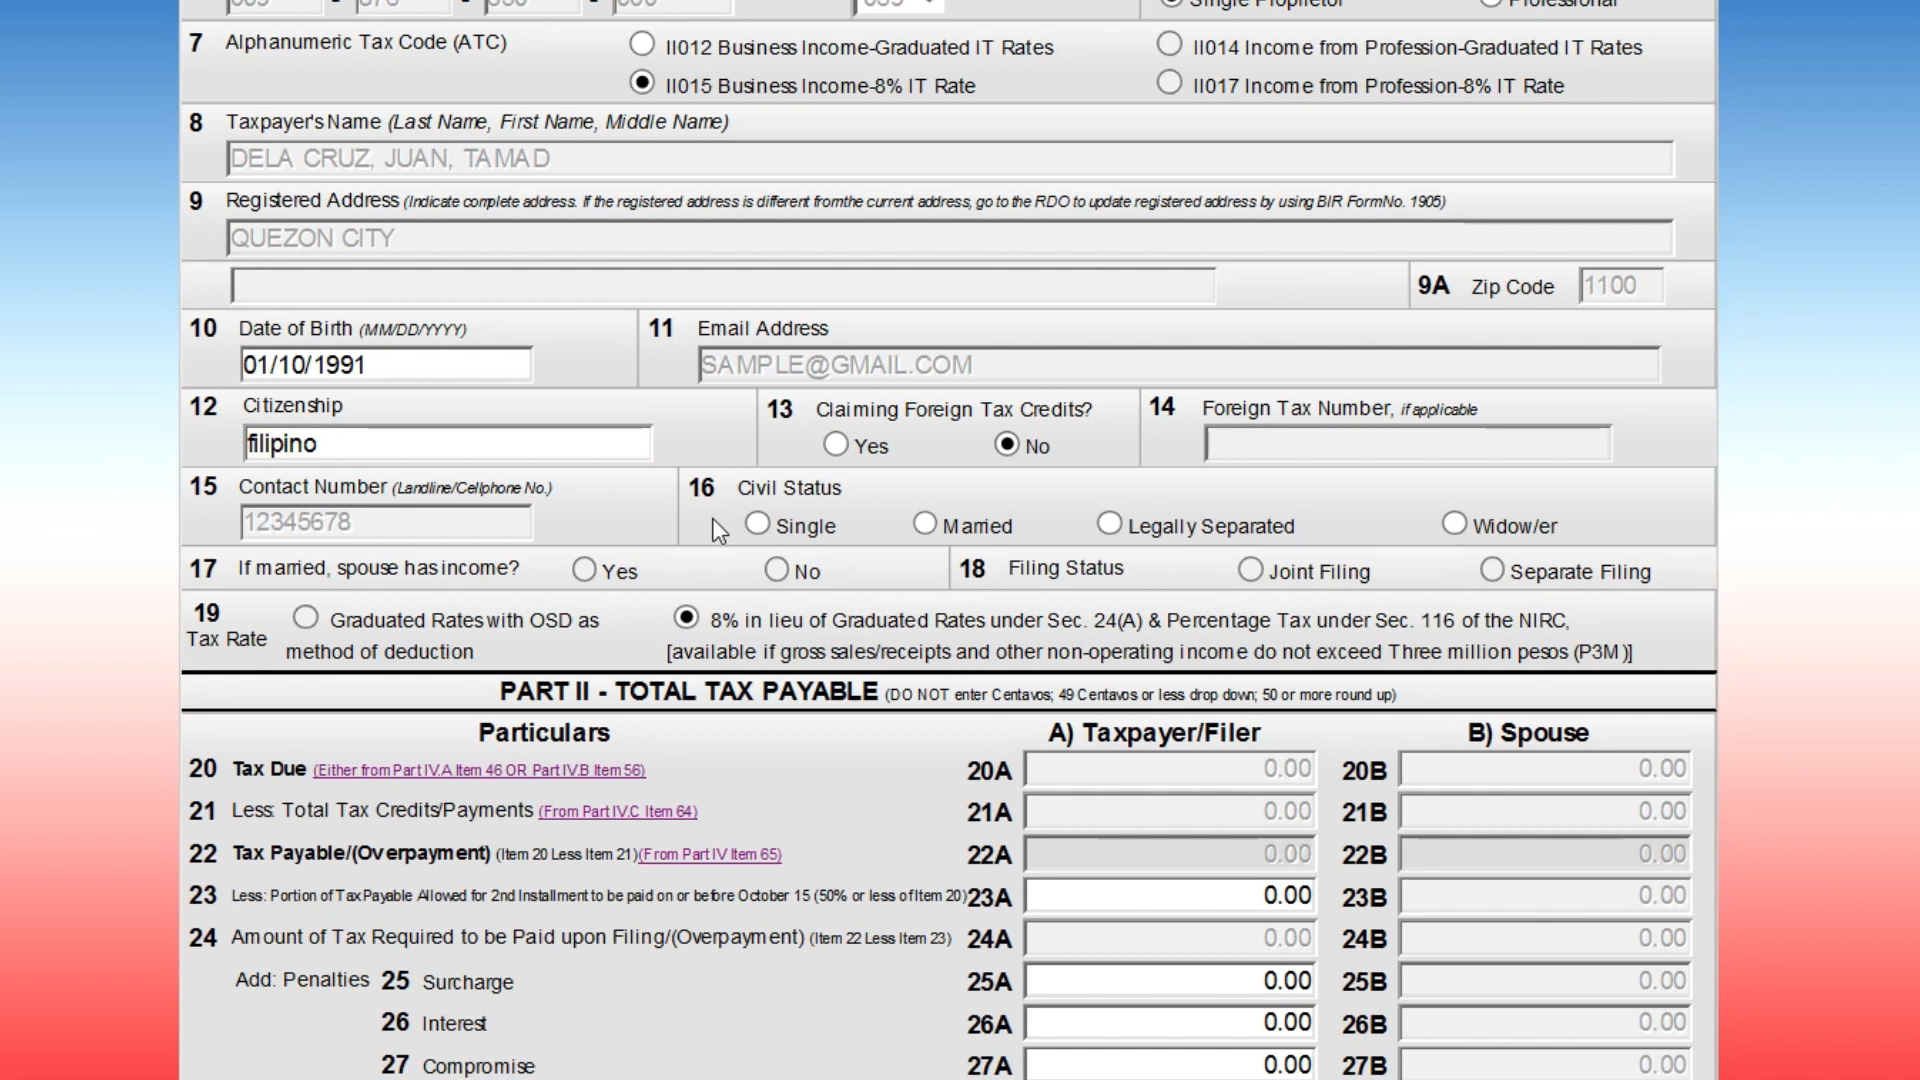 Single Proprietor Professional
7 Alphanumeric Tax Code (ATC) II012 Business Income-Graduated IT Rates II014 Income from Profession-Graduated IT Rates
II015 Business Income-8% IT Rate II017 Income from Profession-8% IT Rate
8 Taxpayer's Name (Last Name, First Name, Middle Name)
DELA CRUZ, JUAN, TAMAD
9 Registered Address (Indicate complete address. If the registered address is different from the current address, go to the RDO to update registered address by using BIR Form No. 1905)
QUEZON CITY
9A Zip Code 1100
10 Date of Birth (MM/DD/YYYY) 11 Email Address
01/10/1991 SAMPLE@GMAIL.COM
12 Citizenship 13 Claiming Foreign Tax Credits? 14 Foreign Tax Number, if applicable
filipino Yes No
15 Contact Number (Landline/Cellphone No.) 16 Civil Status
12345678 Single Married Legally Separated Widow/er
17 If married, spouse has income? Yes No 18 Filing Status Joint Filing Separate Filing
19 Graduated Rates with OSD as 8% in lieu of Graduated Rates under Sec. 24(A) & Percentage Tax under Sec. 116 of the NIRC,
Tax Rate method of deduction [available if gross sales/receipts and other non-operating income do not exceed Three million pesos (P3M)]
PART II - TOTAL TAX PAYABLE (DO NOT enter Centavos; 49 Centavos or less drop down; 50 or more round up)
Particulars A) Taxpayer/Filer B) Spouse
20 Tax Due (Either from Part IV.A Item 46 OR Part IV.B Item 56) 20A 0.00 20B 0.00
21 Less: Total Tax Credits/Payments (From Part IV.C Item 64) 21A 0.00 21B 0.00
22 Tax Payable/(Overpayment) (Item 20 Less Item 21)(From Part IV Item 65) 22A 0.00 22B 0.00
23 Less: Portion of Tax Payable Allowed for 2nd Installment to be paid on or before October 15 (50% or less of Item 20) 23A 0.00 23B 0.00
24 Amount of Tax Required to be Paid upon Filing/(Overpayment) (Item 22 Less Item 23) 24A 0.00 24B 0.00
Add: Penalties 25 Surcharge 25A 0.00 25B 0.00
26 Interest 26A 0.00 26B 0.00
27 Compromise 27A 0.00 27B 0.00